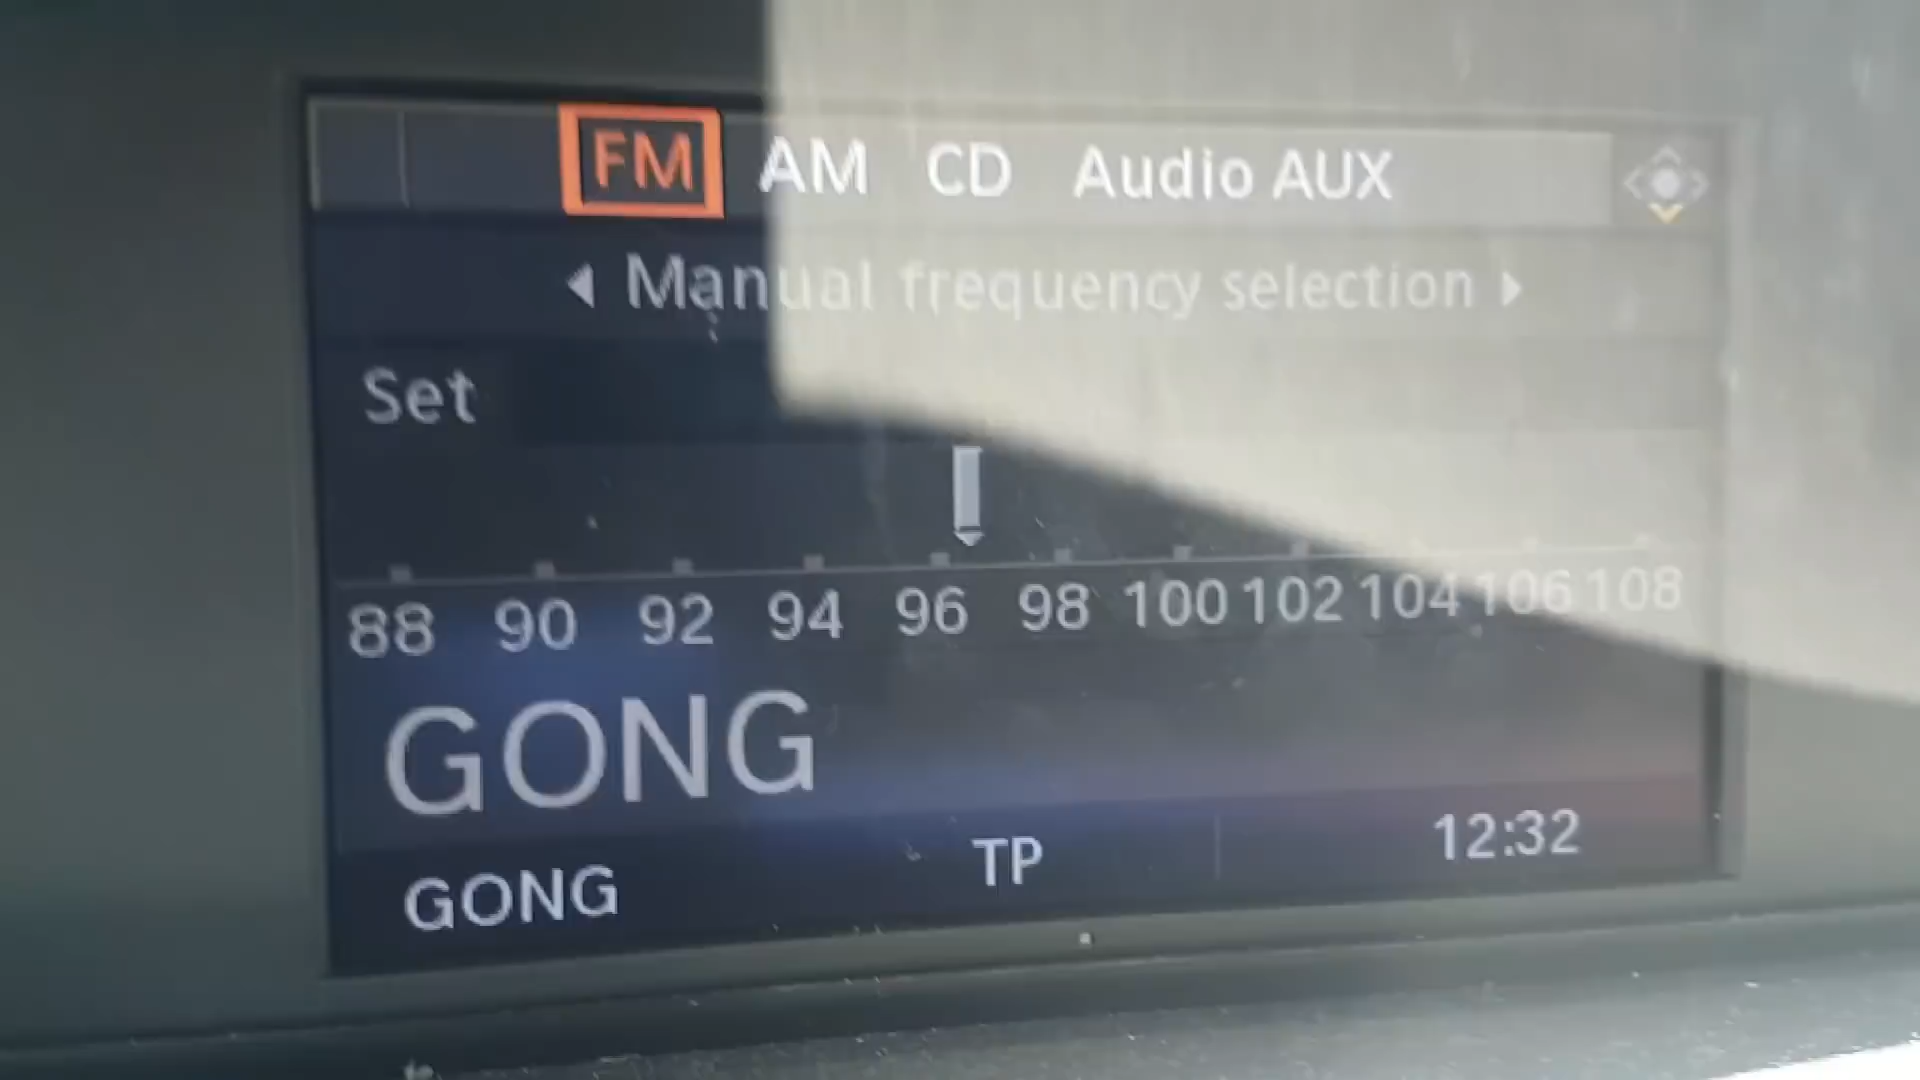 FM AM CD Audio AUX
Manual frequency selection
Set
88 90 92 94 96 98 100 102 104 106 108
GONG
GONG TP 12:32